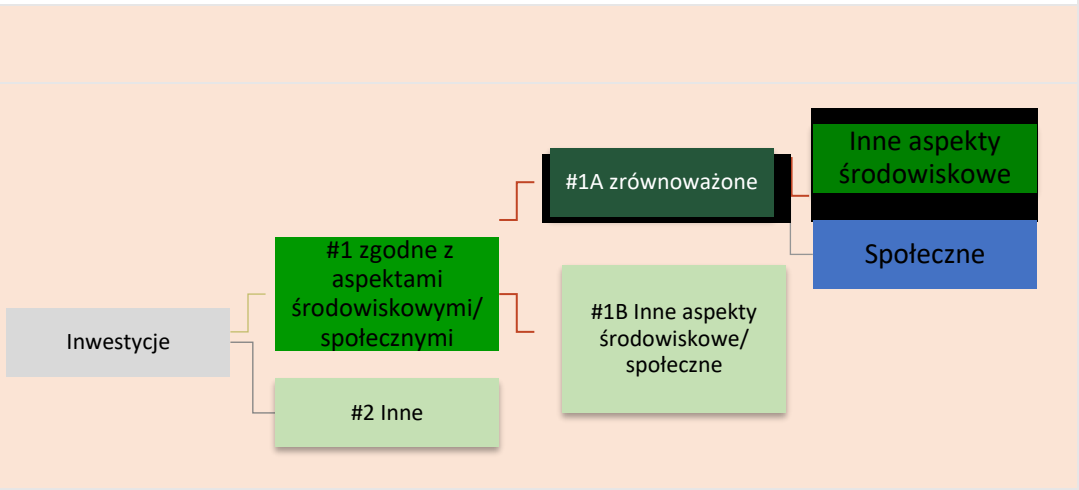 Inwestycje
#1 zgodne z
aspektami
środowiskowymi/
społecznymi
#2 Inne
#1A zrównoważone
#1B Inne aspekty
środowiskowe/
społeczne
Inne aspekty
środowiskowe
Społeczne